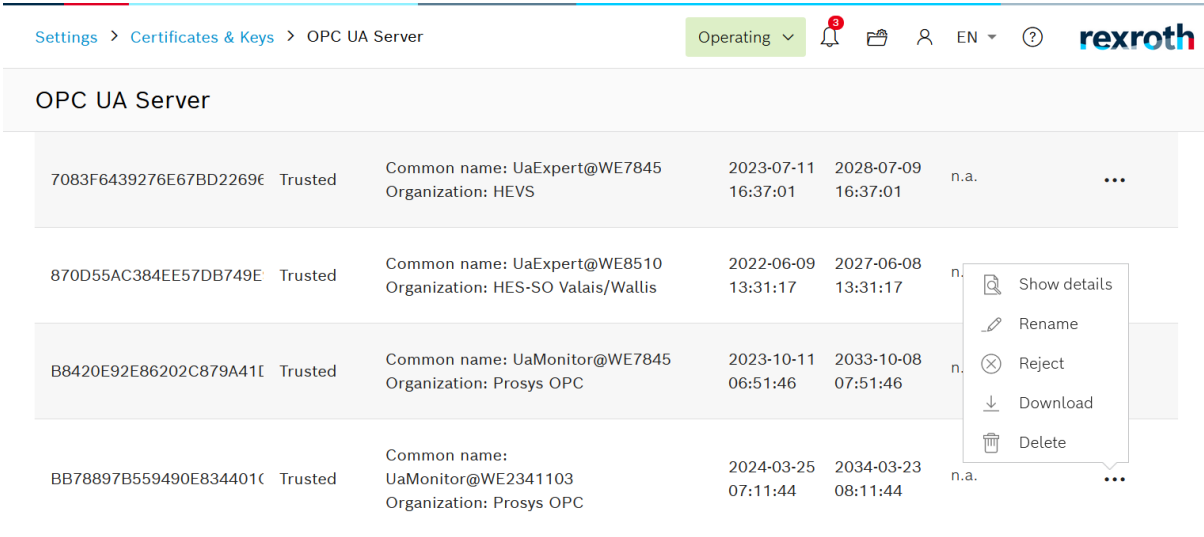 Settings > Certificates & Keys > OPC UA Server
Operating
3
EN
?
rexroth
OPC UA Server
7083F6439276E67BD22696 Trusted Common name: UaExpert@WE7845 2023-07-11 2028-07-09 n.a. •••
Organization: HEVS 16:37:01 16:37:01
870D55AC384EE57DB749E Trusted Common name: UaExpert@WE8510 2022-06-09 2027-06-08 n.
Organization: HES-SO Valais/Wallis 13:31:17 13:31:17
Show details
Rename
B8420E92E86202C879A41D Trusted Common name: UaMonitor@WE7845 2023-10-11 2033-10-08 n.
Organization: Prosys OPC 06:51:46 07:51:46
Reject
Download
Delete
BB78897B559490E834401C Trusted Common name: 2024-03-25 2034-03-23 n.a. •••
UaMonitor@WE2341103 07:11:44 08:11:44
Organization: Prosys OPC